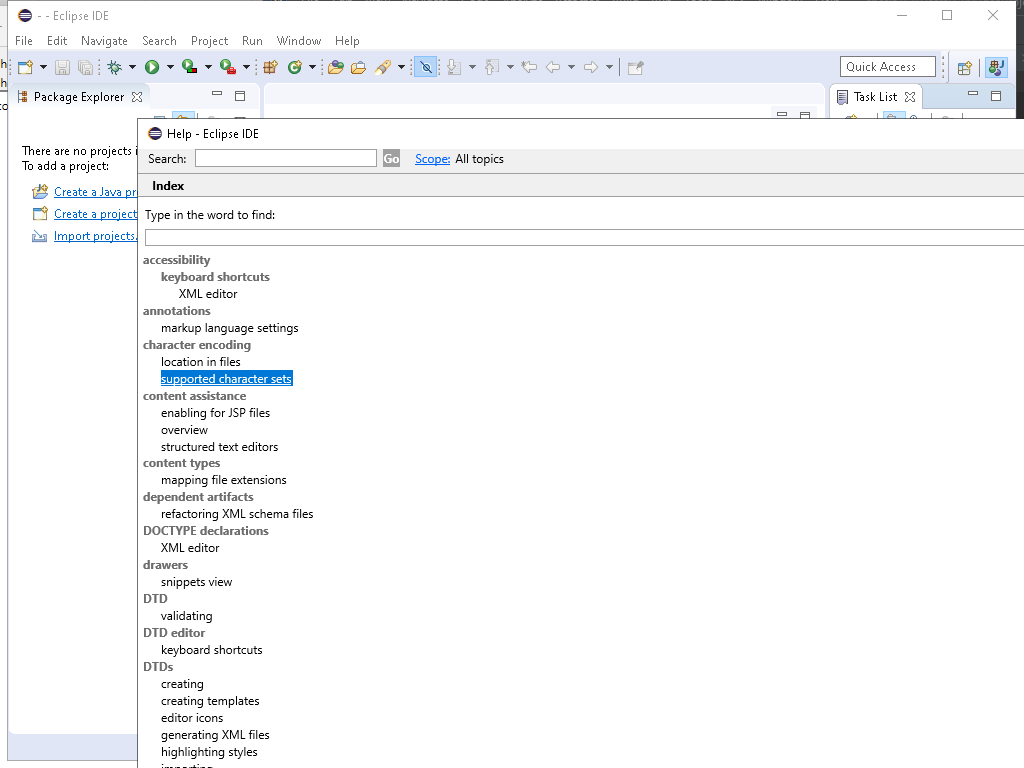 - - Eclipse IDE
File Edit Navigate Search Project Run Window Help
Quick Access
Package Explorer
Task List
There are no projects
To add a project:
Create a Java
Create a project
Import projects
Help - Eclipse IDE
Search: Go Scope: All topics
Index
Type in the word to find:
accessibility
keyboard shortcuts
XML editor
annotations
markup language settings
character encoding
location in files
supported character sets
content assistance
enabling for JSP files
overview
structured text editors
content types
mapping file extensions
dependent artifacts
refactoring XML schema files
DOCTYPE declarations
XML editor
drawers
snippets view
DTD
validating
DTD editor
keyboard shortcuts
DTDs
creating
creating templates
editor icons
generating XML files
highlighting styles